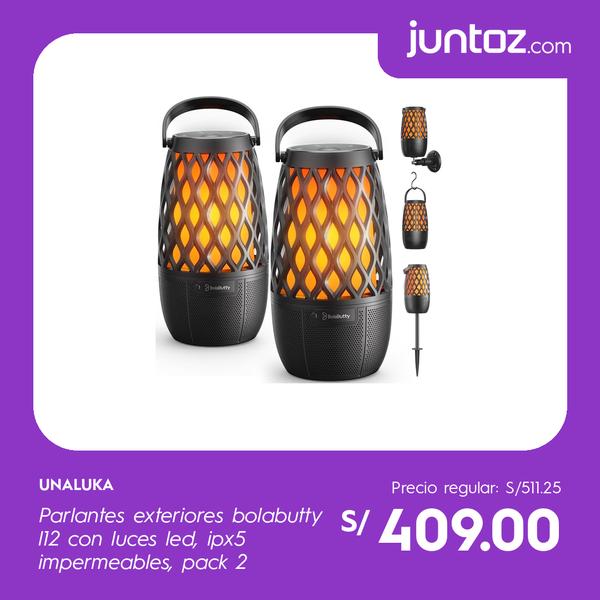 juntoz.com
BolaButty
BolaButty
UNALUKA
Precio regular: S/511.25
Parlantes exteriores bolabutty
l12 con luces led, ipx5
impermeables, pack 2
S/ 409.00